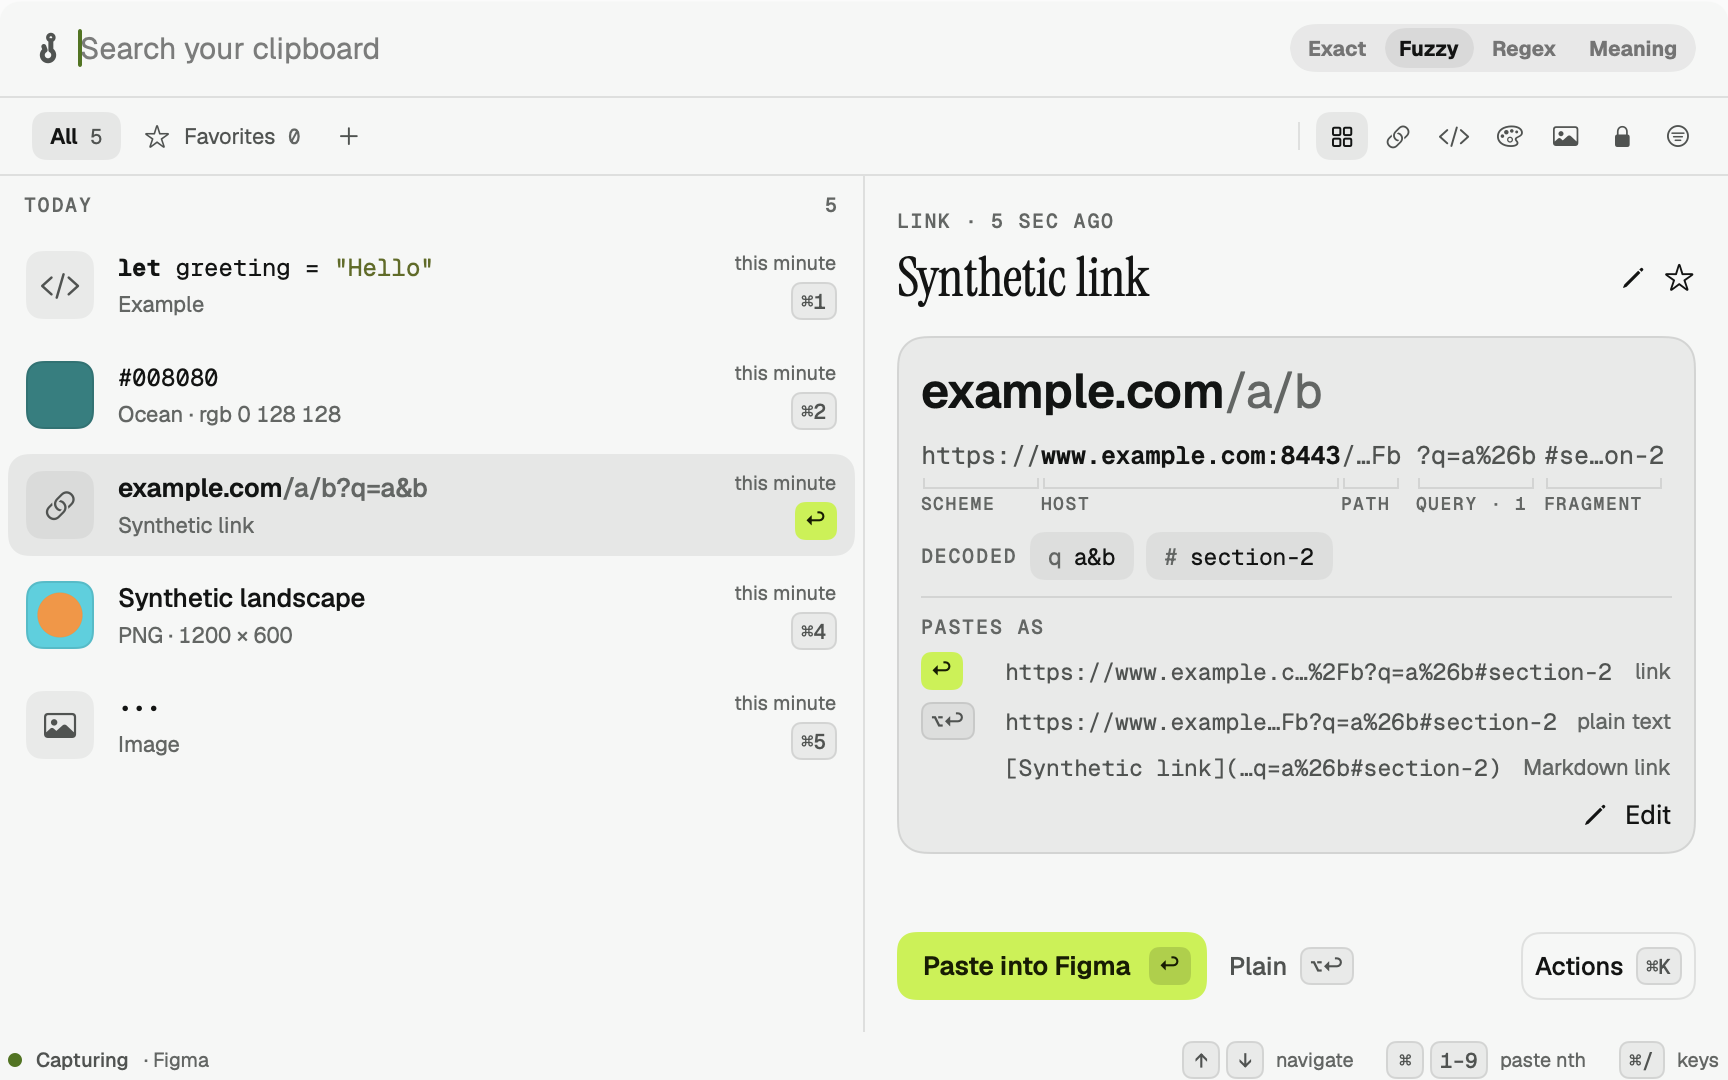 Search your clipboard
Exact Fuzzy Regex Meaning
All 5 Favorites 0
TODAY 5
let greeting = "Hello"
Example
this minute
⌘1
#008080
Ocean · rgb 0 128 128
this minute
⌘2
example.com/a/b?q=a&b
Synthetic link
this minute
Synthetic landscape
PNG · 1200 × 600
this minute
⌘4
...
Image
this minute
⌘5
LINK · 5 SEC AGO
Synthetic link
example.com/a/b
https://www.example.com:8443/…Fb ?q=a%26b #se…on-2
SCHEME HOST PATH QUERY · 1 FRAGMENT
DECODED q a&b # section-2
PASTES AS
↩ https://www.example.c…%2Fb?q=a%26b#section-2 link
⌥↩ https://www.example…Fb?q=a%26b#section-2 plain text
[Synthetic link](…q=a%26b#section-2) Markdown link
Edit
Paste into Figma ↩ Plain ⌥↩ Actions ⌘K
Capturing · Figma
↑ ↓ navigate ⌘ 1–9 paste nth ⌘/ keys